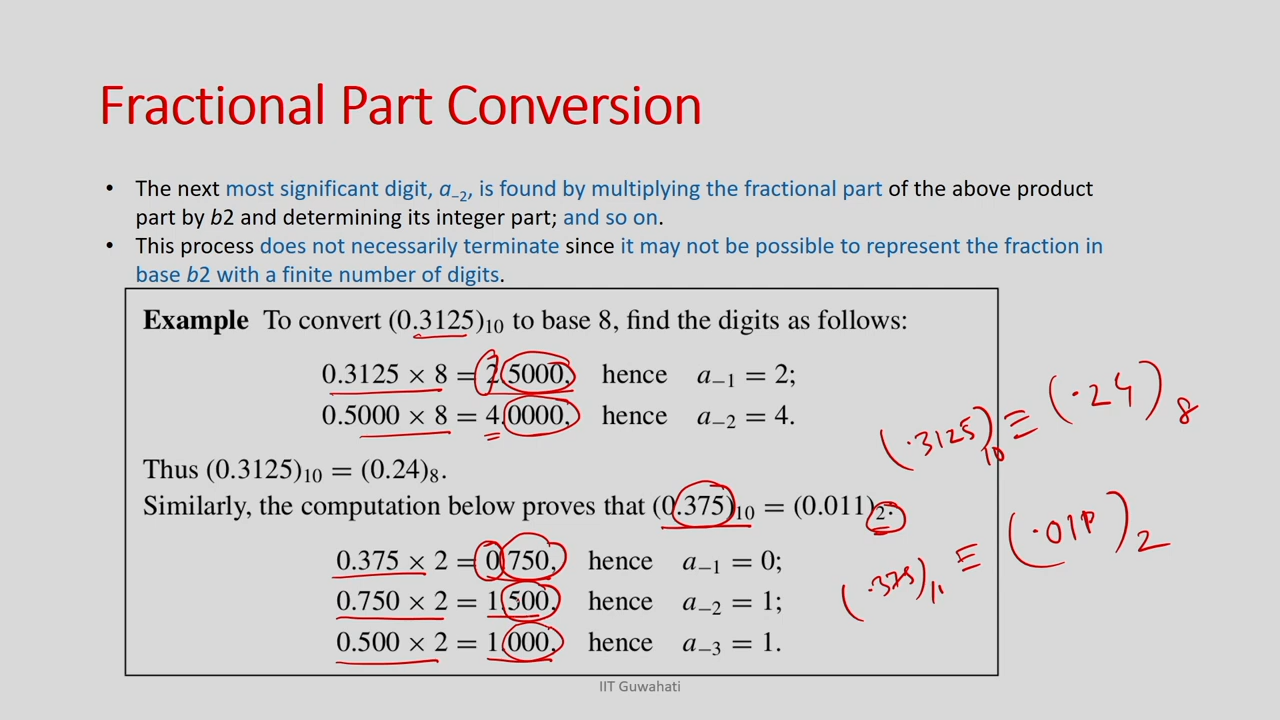 Fractional Part Conversion
• The next most significant digit, a₋₂, is found by multiplying the fractional part of the above product
part by b2 and determining its integer part; and so on.
• This process does not necessarily terminate since it may not be possible to represent the fraction in
base b2 with a finite number of digits.
Example To convert (0.3125)₁₀ to base 8, find the digits as follows:
0.3125 × 8 = 2.5000, hence a₋₁ = 2;
0.5000 × 8 = 4.0000, hence a₋₂ = 4.
Thus (0.3125)₁₀ = (0.24)₈.
Similarly, the computation below proves that (0.375)₁₀ = (0.011)₂.
0.375 × 2 = 0.750, hence a₋₁ = 0;
0.750 × 2 = 1.500, hence a₋₂ = 1;
0.500 × 2 = 1.000, hence a₋₃ = 1.
(.3125)₁₀ ≡ (.24)₈
(.375) ≡ (.011)₂
IIT Guwahati